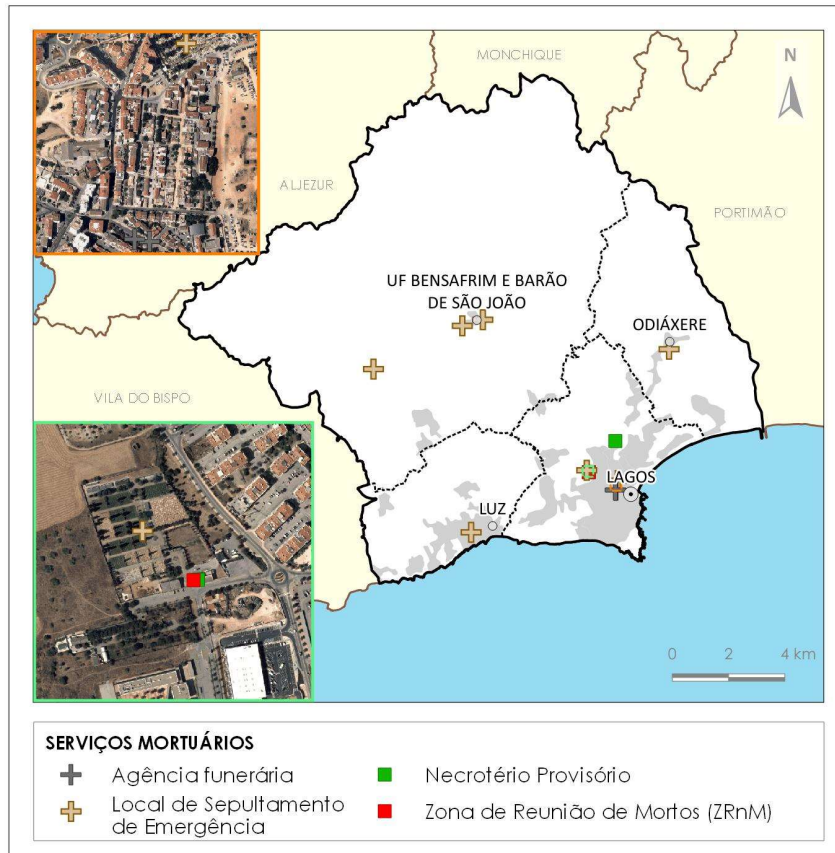 MONCHIQUE
N
ALJEZUR
PORTIMÃO
UF BENSAFRIM E BARÃO
DE SÃO JOÃO
ODIÁXERE
VILA DO BISPO
LAGOS
LUZ
0 2 4 km
SERVIÇOS MORTUÁRIOS
Agência funerária
Necrotério Provisório
Local de Sepultamento
de Emergência
Zona de Reunião de Mortos (ZRnM)